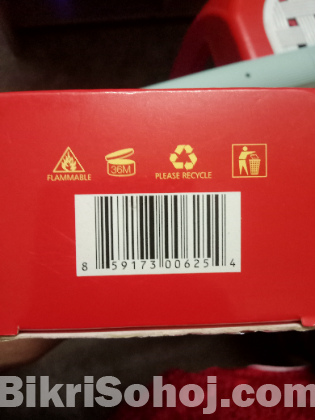 FLAMMABLE
36M
PLEASE RECYCLE
8 59173 00625 4
BikriSohoj.com